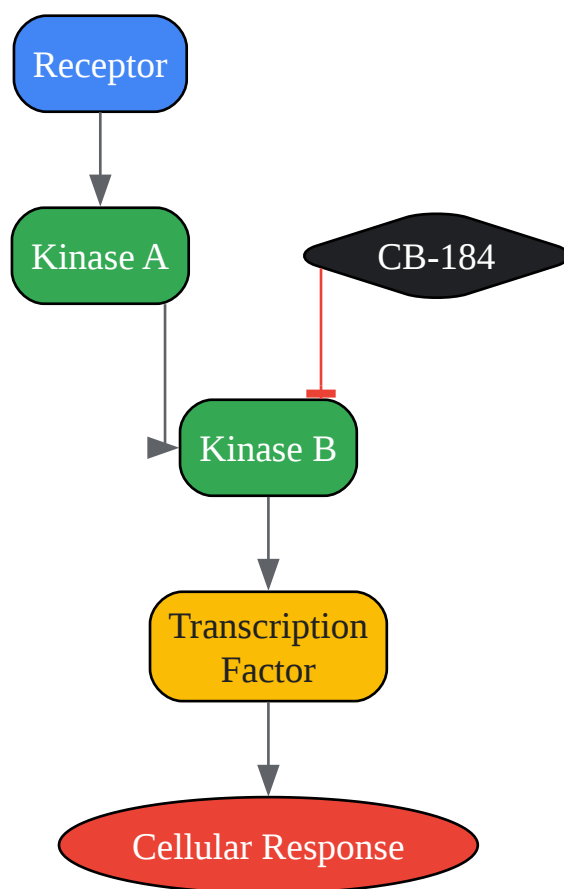 Receptor
Kinase A
CB-184
Kinase B
Transcription
Factor
Cellular Response